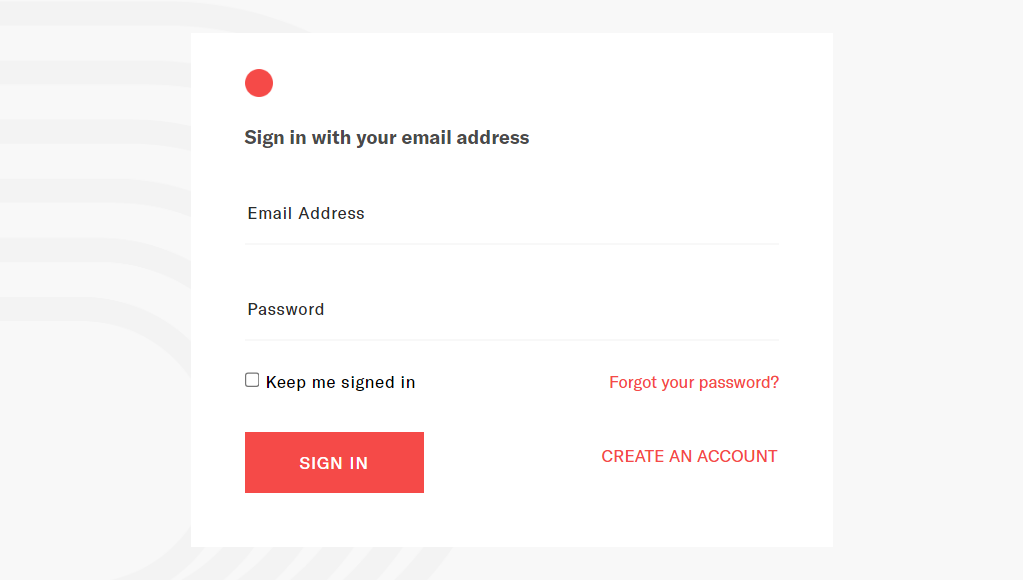 Sign in with your email address
Email Address
Password
Keep me signed in
Forgot your password?
SIGN IN
CREATE AN ACCOUNT